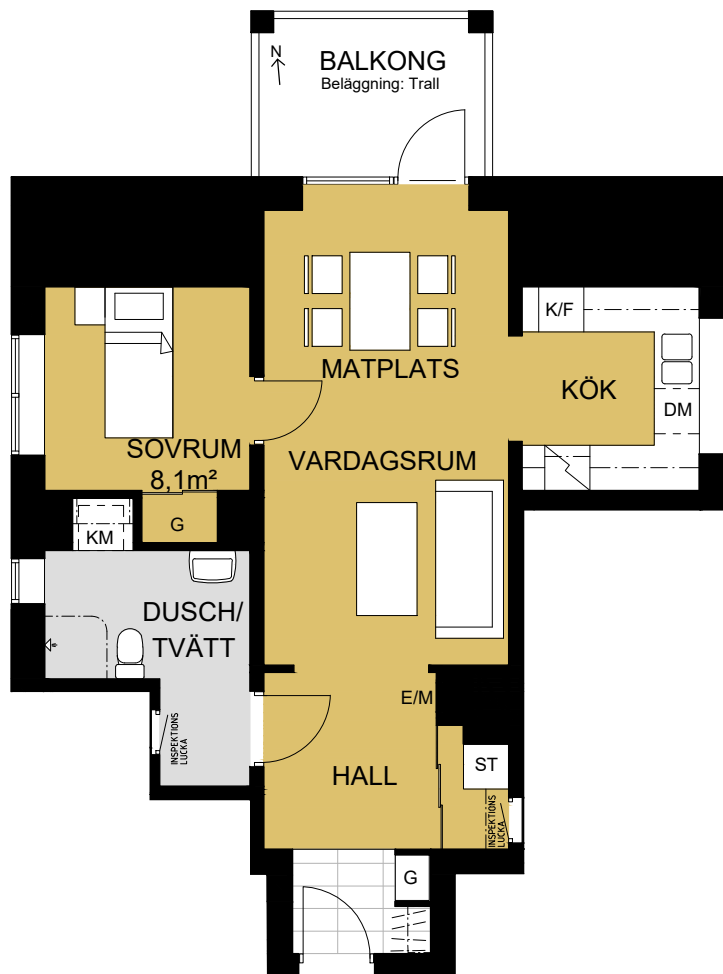 N
BALKONG
Beläggning: Trall
K/F
MATPLATS
KÖK
DM
SOVRUM
8,1m²
VARDAGSRUM
G
KM
DUSCH/
TVÄTT
E/M
INSPEKTIONS
LUCKA
ST
HALL
INSPEKTIONS
LUCKA
G